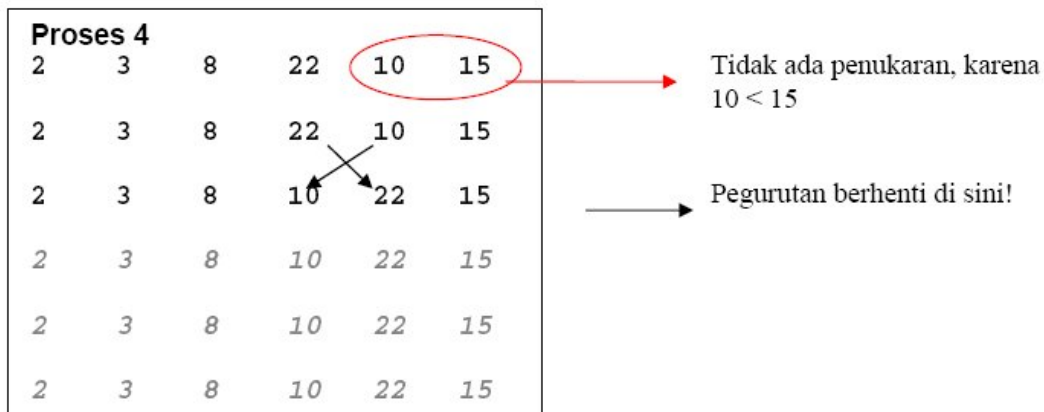 Proses 4
2 3 8 22 10 15
Tidak ada penukaran, karena
10 < 15
2 3 8 22 10 15
2 3 8 10 22 15
Pegurutan berhenti di sini!
2 3 8 10 22 15
2 3 8 10 22 15
2 3 8 10 22 15